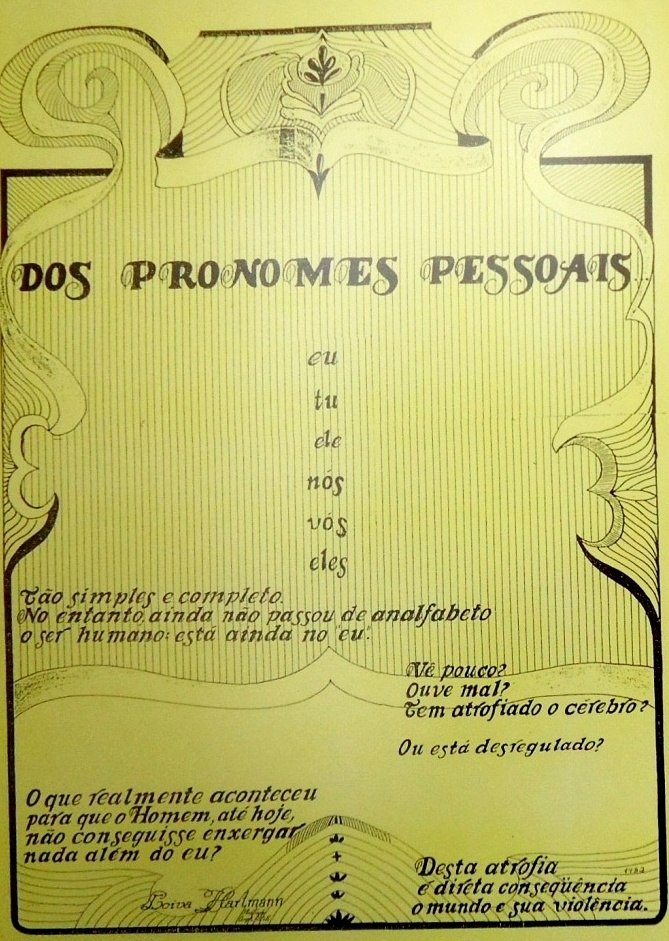 DOS PRONOMES PESSOAIS
eu
tu
ele
nós
vós
eles
Tão simples e completo.
No entanto, ainda não passou de analfabeto
o ser humano: está ainda no "eu".
Vê pouco?
Ouve mal?
Tem atrofiado o cérebro?
Ou está desregulado?
O que realmente aconteceu
para que o Homem, até hoje,
não conseguisse enxergar
nada além do eu?
Desta atrofia
é direta conseqüência
o mundo e sua violência.
Hartmann